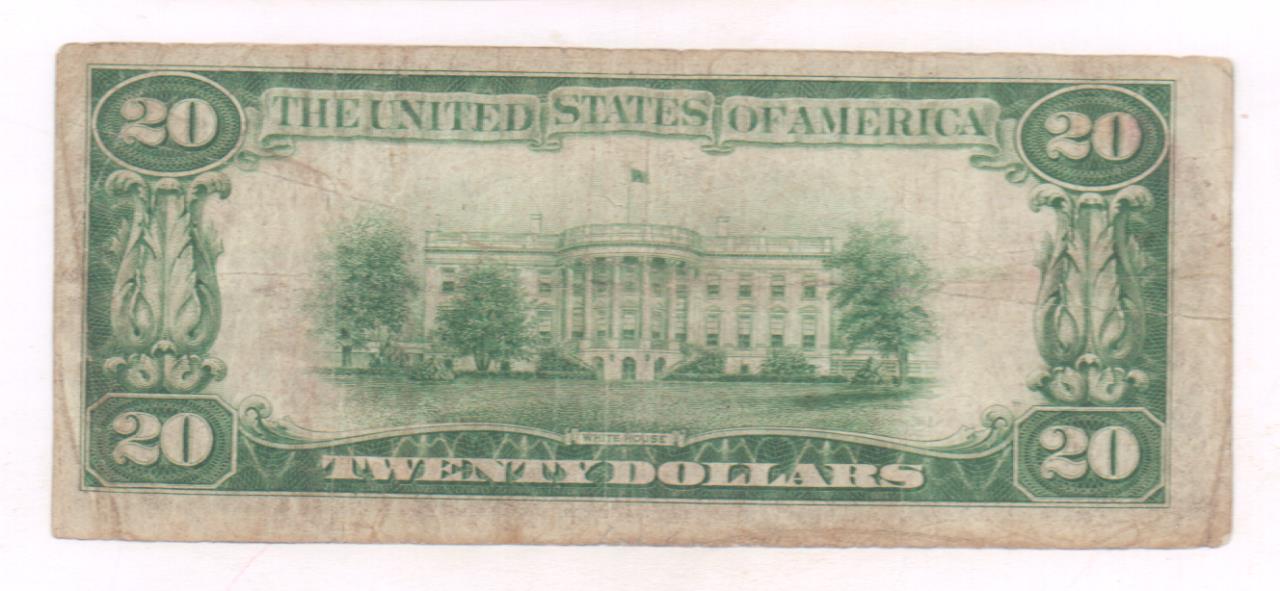 20 THE UNITED STATES OF AMERICA 20
20 WHITE HOUSE 20
TWENTY DOLLARS